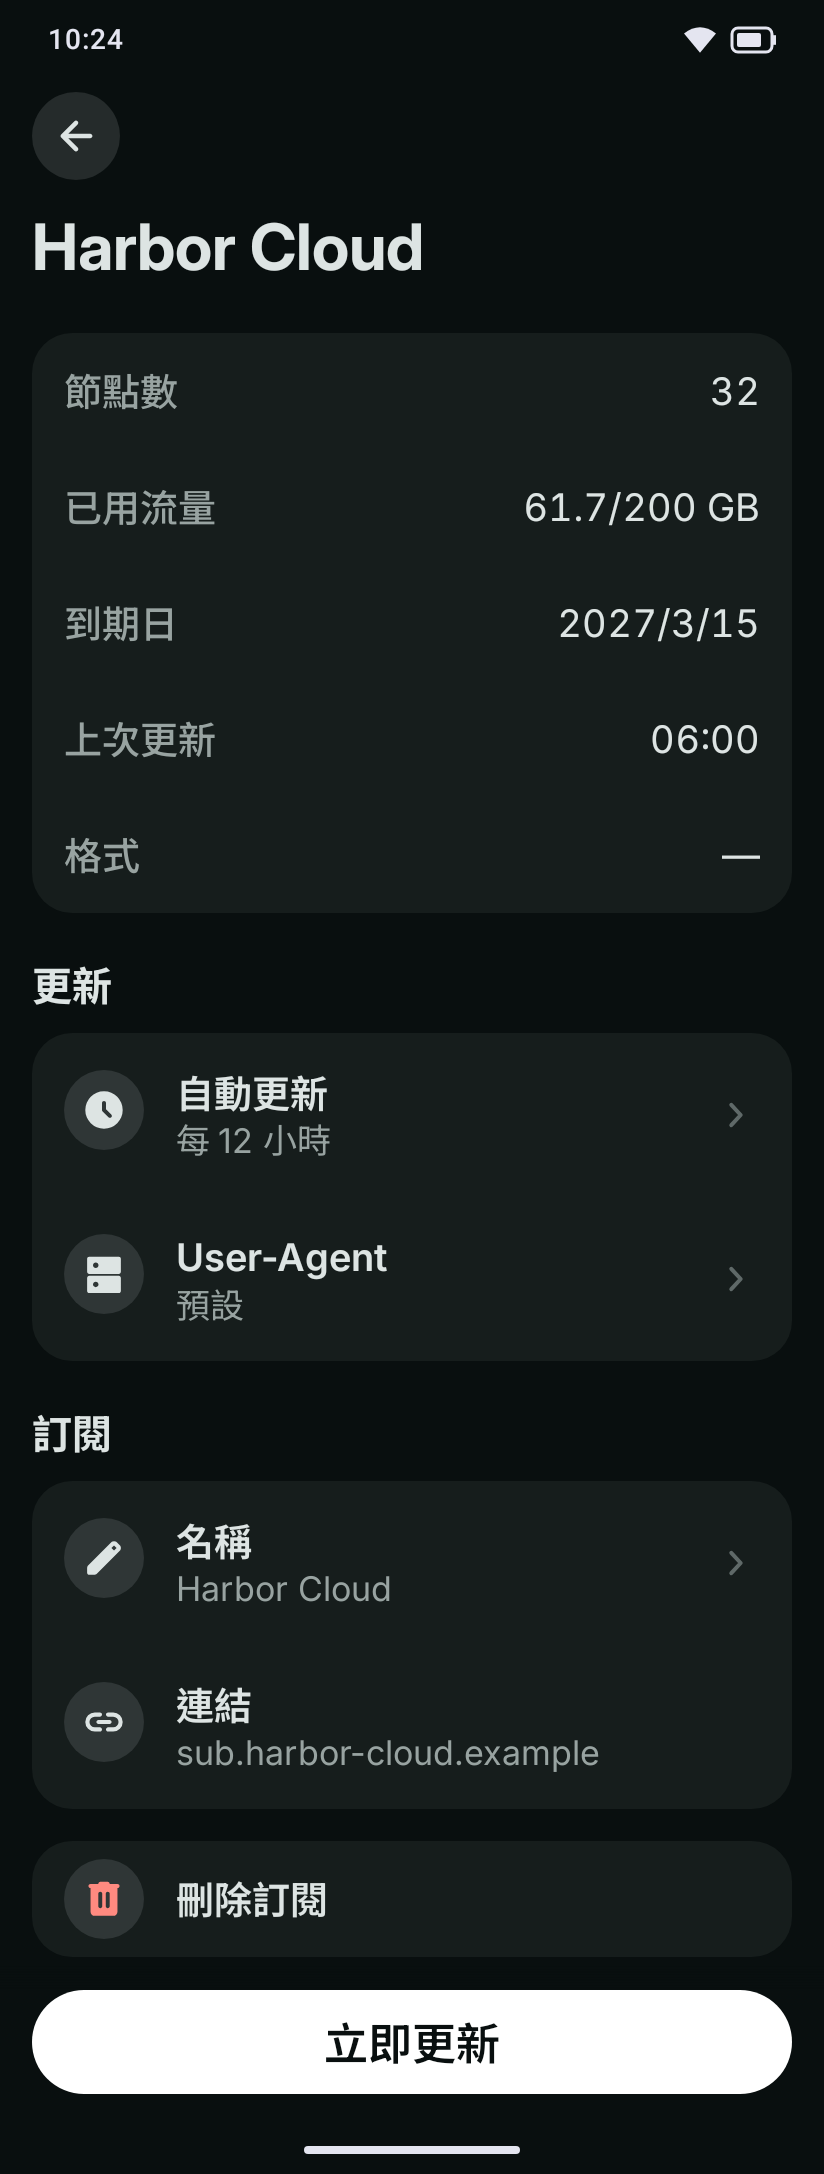 10:24
Harbor Cloud
節點數 32
已用流量 61.7/200 GB
到期日 2027/3/15
上次更新 06:00
格式 —
更新
自動更新
每 12 小時
User-Agent
預設
訂閱
名稱
Harbor Cloud
連結
sub.harbor-cloud.example
刪除訂閱
立即更新